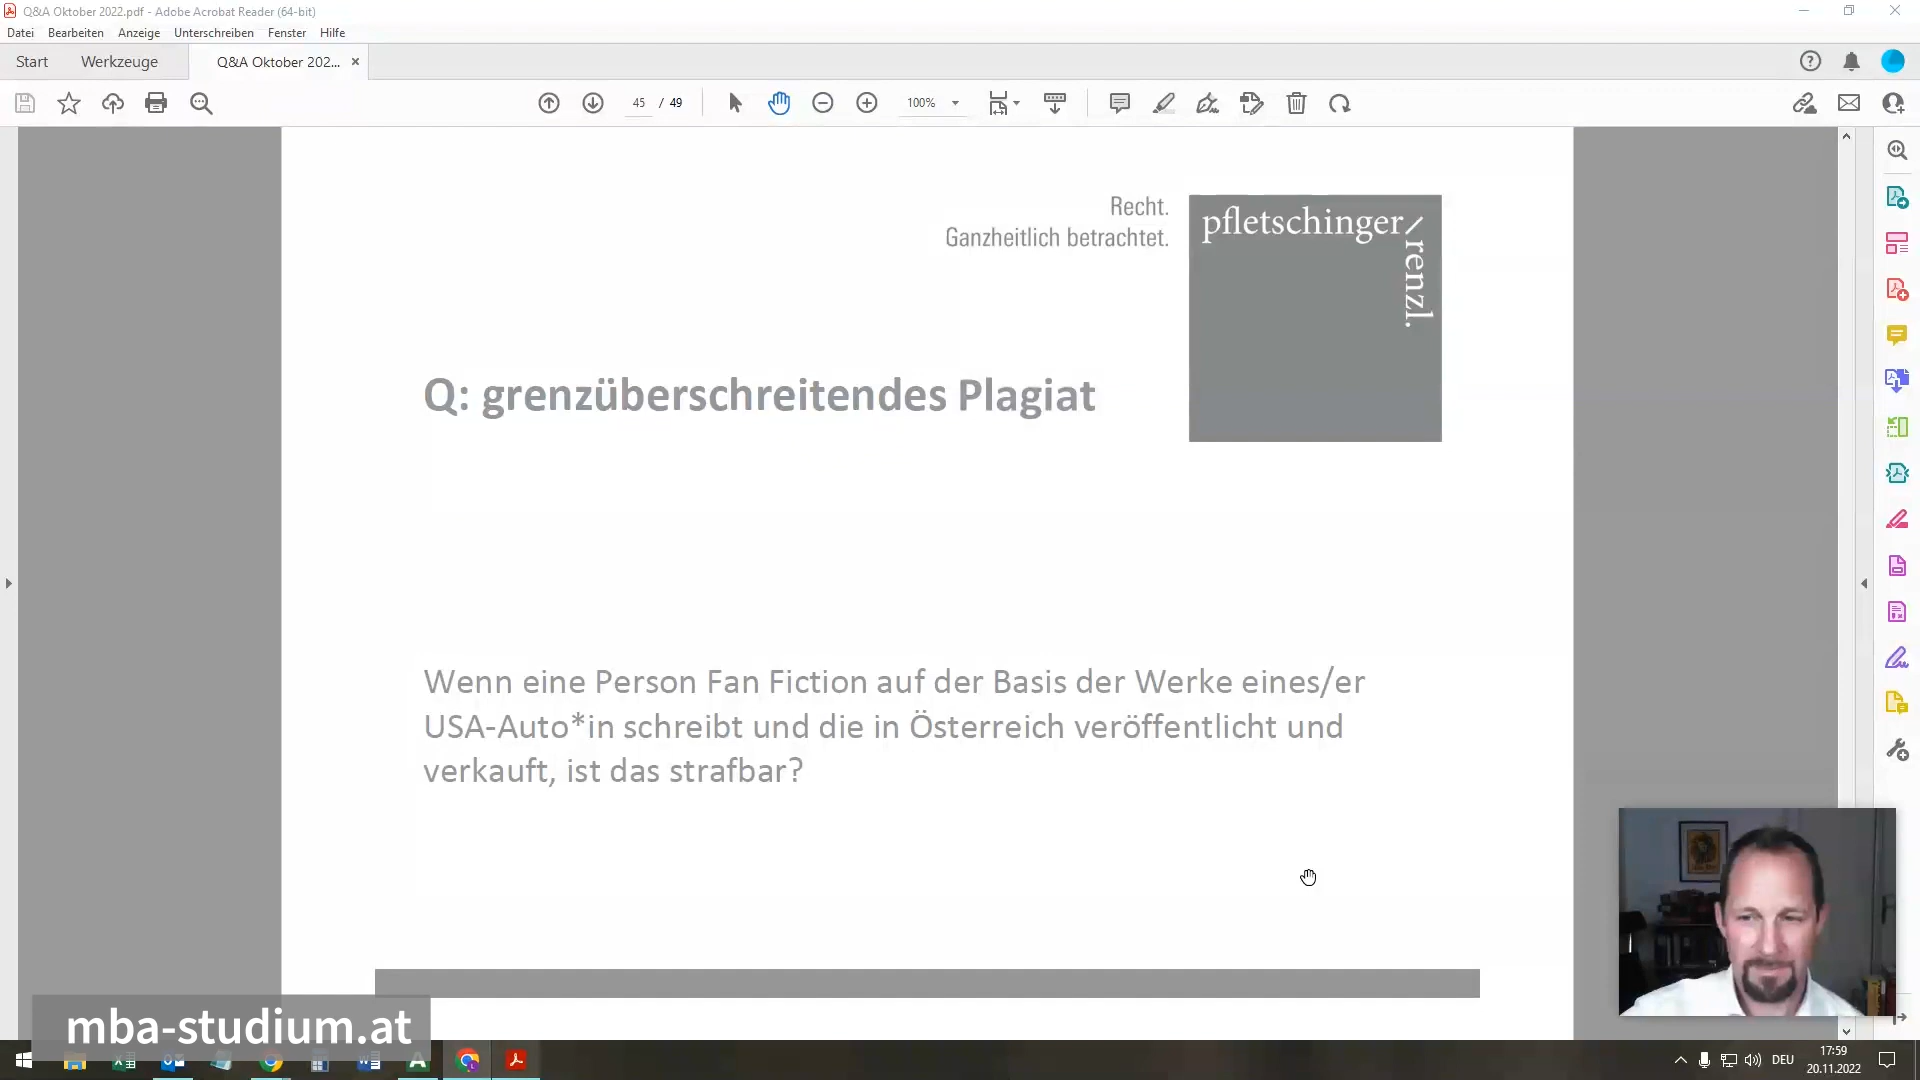 Q&A Oktober 2022.pdf - Adobe Acrobat Reader (64-bit)
Datei Bearbeiten Anzeige Unterschreiben Fenster Hilfe
Start Werkzeuge Q&A Oktober 202... ×
45 / 49 100%
Recht.
Ganzheitlich betrachtet.
pfletschinger/
renzl.
Q: grenzüberschreitendes Plagiat
Wenn eine Person Fan Fiction auf der Basis der Werke eines/er
USA-Auto*in schreibt und die in Österreich veröffentlicht und
verkauft, ist das strafbar?
mba-studium.at
DEU
17:59
20.11.2022